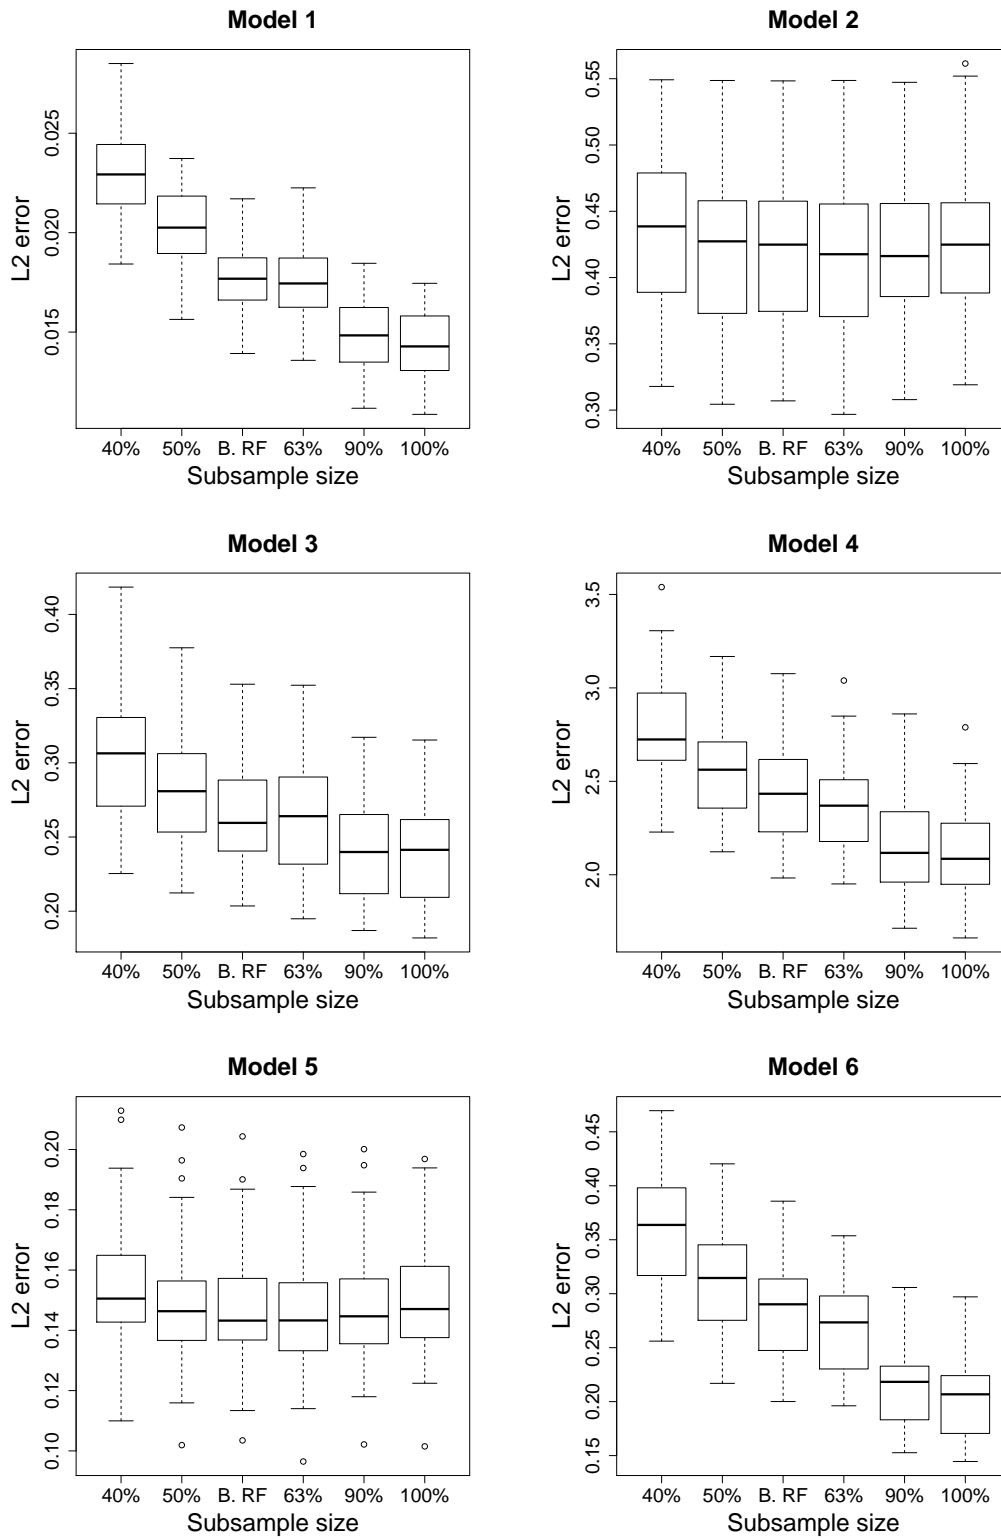 Model 1
L2 error
0.015 0.020 0.025
40% 50% B. RF 63% 90% 100%
Subsample size
Model 2
L2 error
0.30 0.35 0.40 0.45 0.50 0.55
40% 50% B. RF 63% 90% 100%
Subsample size
Model 3
L2 error
0.20 0.25 0.30 0.35 0.40
40% 50% B. RF 63% 90% 100%
Subsample size
Model 4
L2 error
2.0 2.5 3.0 3.5
40% 50% B. RF 63% 90% 100%
Subsample size
Model 5
L2 error
0.10 0.12 0.14 0.16 0.18 0.20
40% 50% B. RF 63% 90% 100%
Subsample size
Model 6
L2 error
0.15 0.20 0.25 0.30 0.35 0.40 0.45
40% 50% B. RF 63% 90% 100%
Subsample size